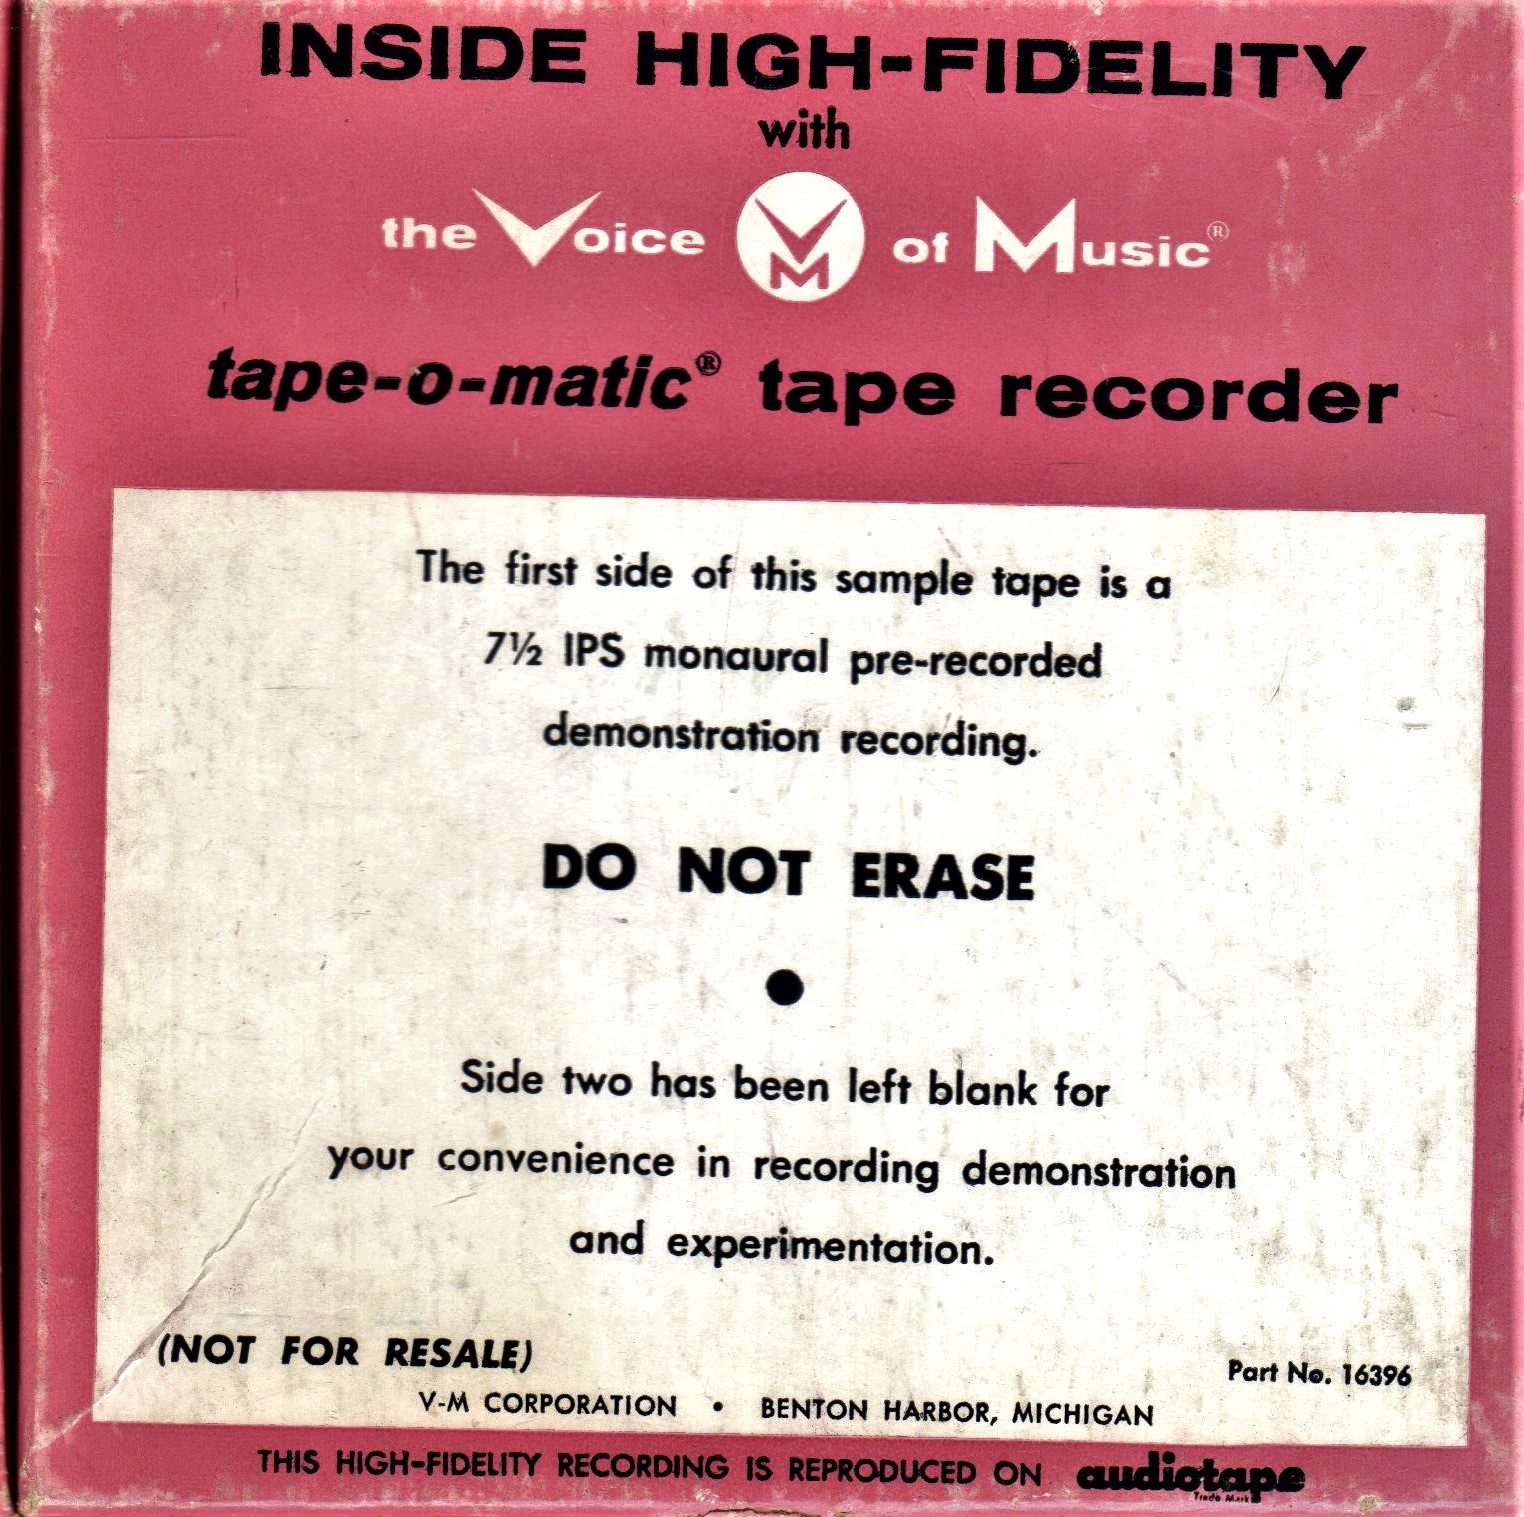 INSIDE HIGH-FIDELITY
with
the Voice VM of Music®
tape-o-matic® tape recorder
The first side of this sample tape is a
7½ IPS monaural pre-recorded
demonstration recording.
DO NOT ERASE
●
Side two has been left blank for
your convenience in recording demonstration
and experimentation.
(NOT FOR RESALE)
Part No. 16396
V-M CORPORATION • BENTON HARBOR, MICHIGAN
THIS HIGH-FIDELITY RECORDING IS REPRODUCED ON audiotape
Trade Mark